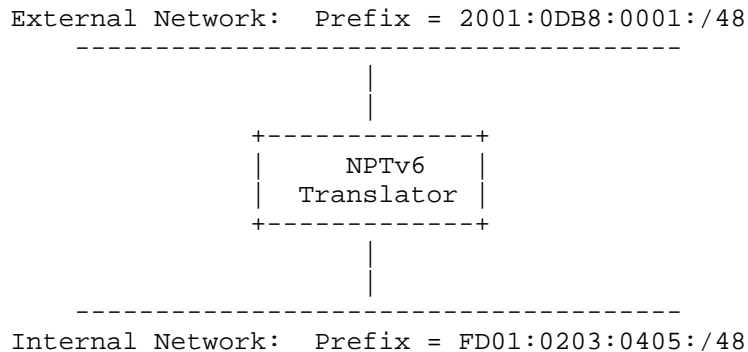 External Network: Prefix = 2001:0DB8:0001:/48
NPTv6
Translator
Internal Network: Prefix = FD01:0203:0405:/48